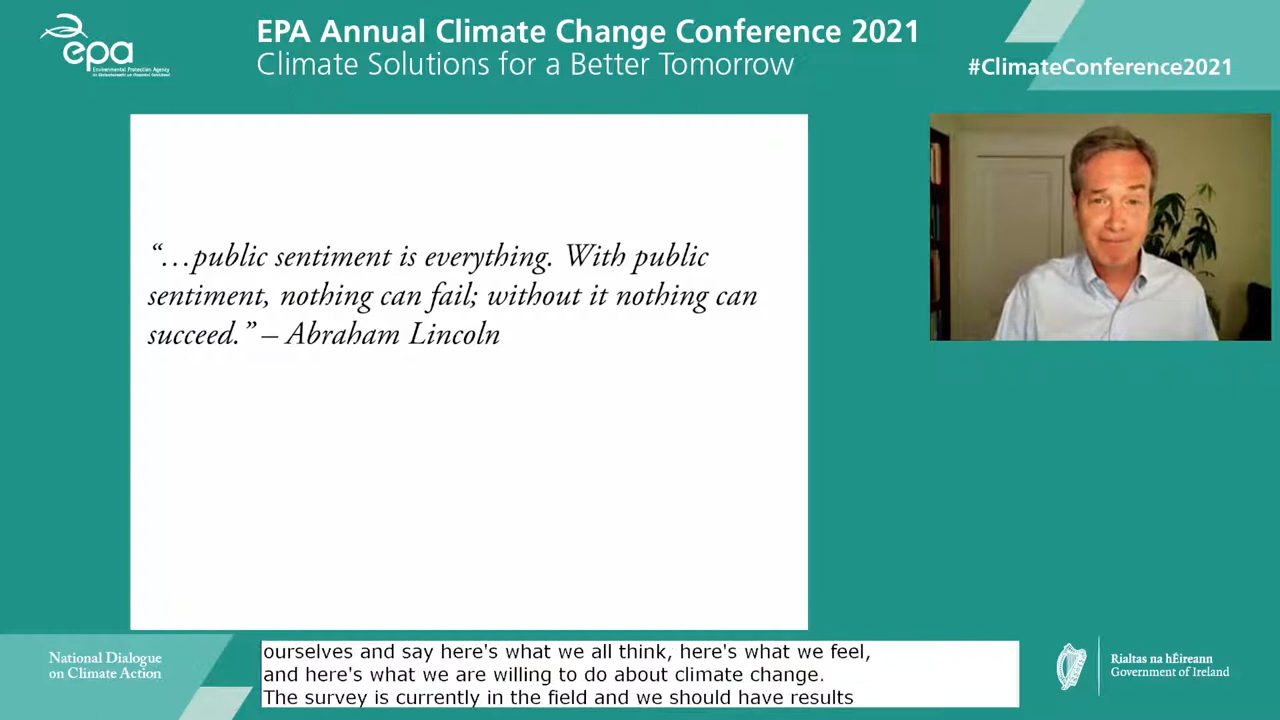 epa
Environmental Protection Agency
EPA Annual Climate Change Conference 2021
Climate Solutions for a Better Tomorrow
#ClimateConference2021
“…public sentiment is everything. With public
sentiment, nothing can fail; without it nothing can
succeed.” – Abraham Lincoln
National Dialogue
on Climate Action
ourselves and say here's what we all think, here's what we feel,
and here's what we are willing to do about climate change.
The survey is currently in the field and we should have results
Rialtas na hÉireann
Government of Ireland